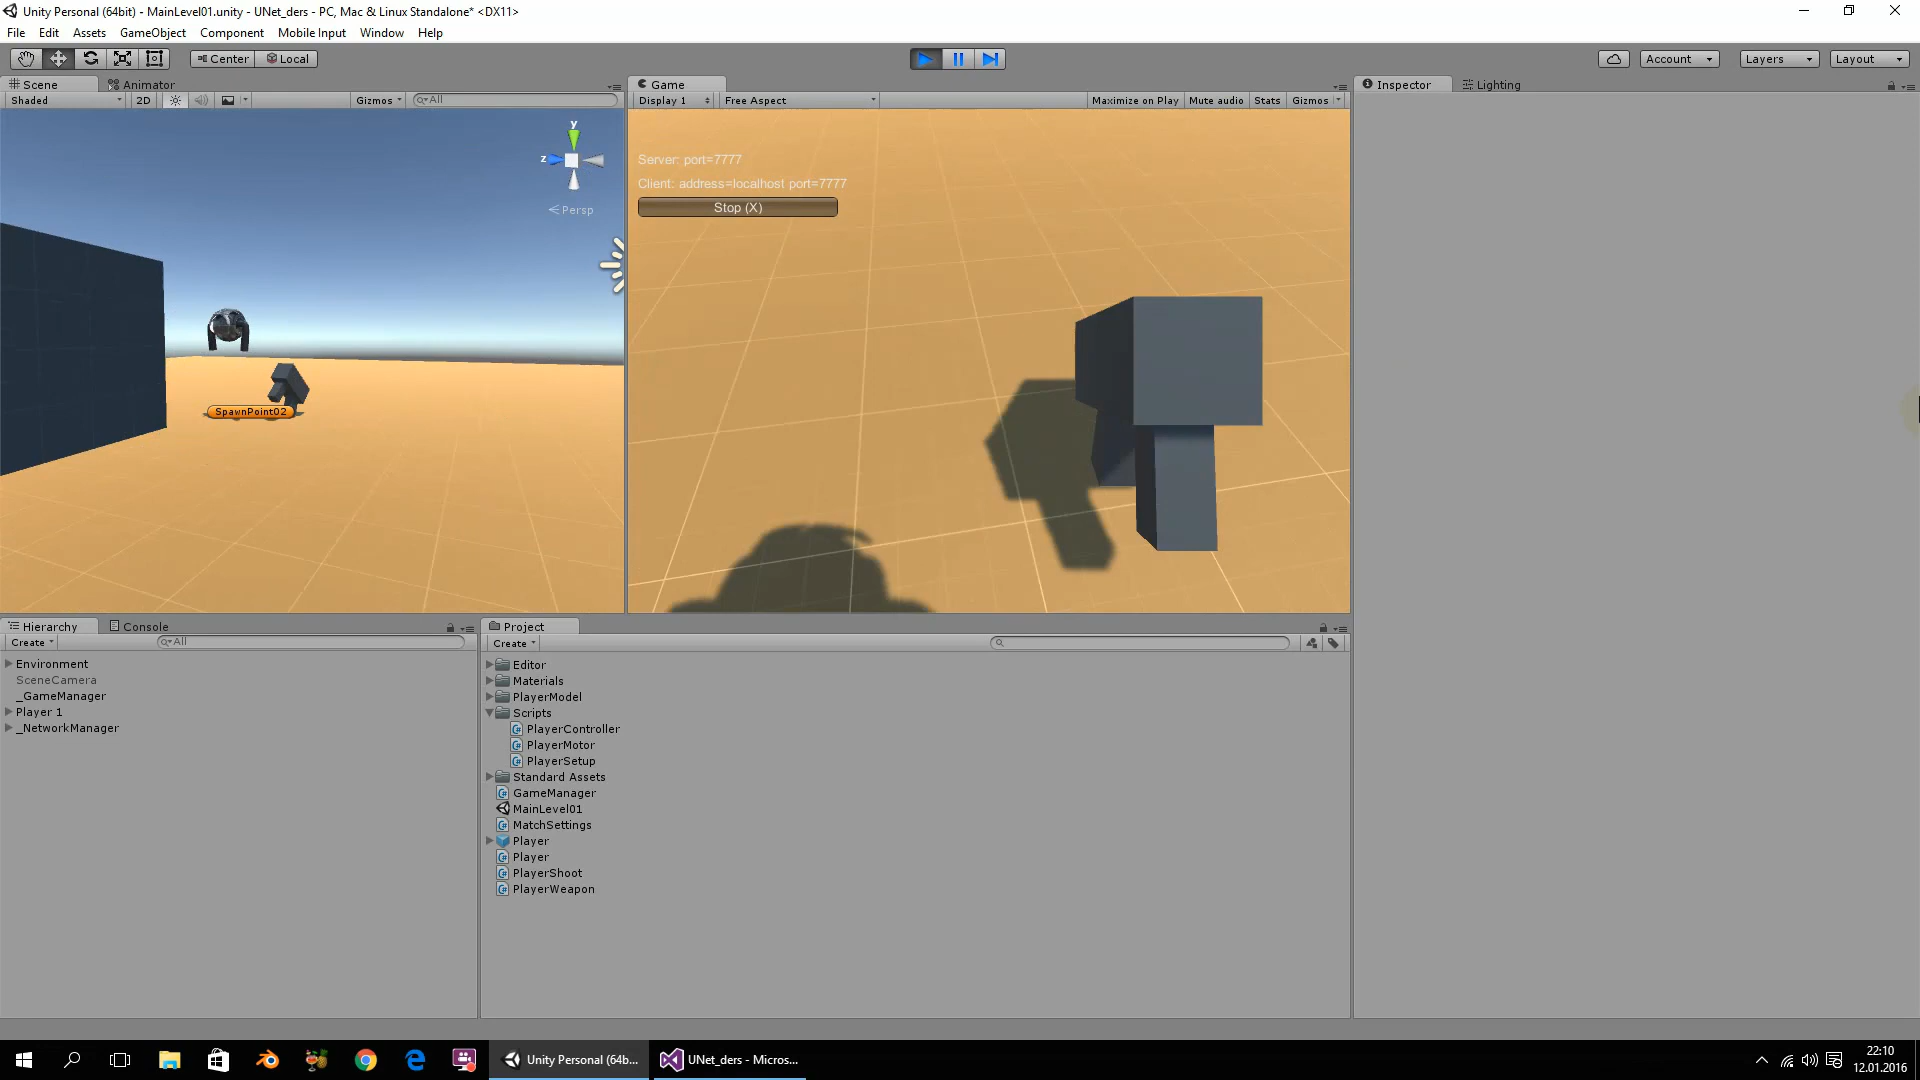 Unity Personal (64bit) - MainLevel01.unity - UNet_ders - PC, Mac & Linux Standalone* <DX11>
File Edit Assets GameObject Component Mobile Input Window Help
Center Local
Account Layers Layout
Scene Animator
Game
Inspector Lighting
Shaded 2D Gizmos All
Display 1 Free Aspect Maximize on Play Mute audio Stats Gizmos
y
z
Persp
Server: port=7777
Client: address=localhost port=7777
Stop (X)
SpawnPoint02
Hierarchy Console
Create All
Environment
SceneCamera
_GameManager
Player 1
_NetworkManager
Project
Create
Editor
Materials
PlayerModel
Scripts
PlayerController
PlayerMotor
PlayerSetup
Standard Assets
GameManager
MainLevel01
MatchSettings
Player
Player
PlayerShoot
PlayerWeapon
Unity Personal (64b...
UNet_ders - Micros...
22:10
12.01.2016